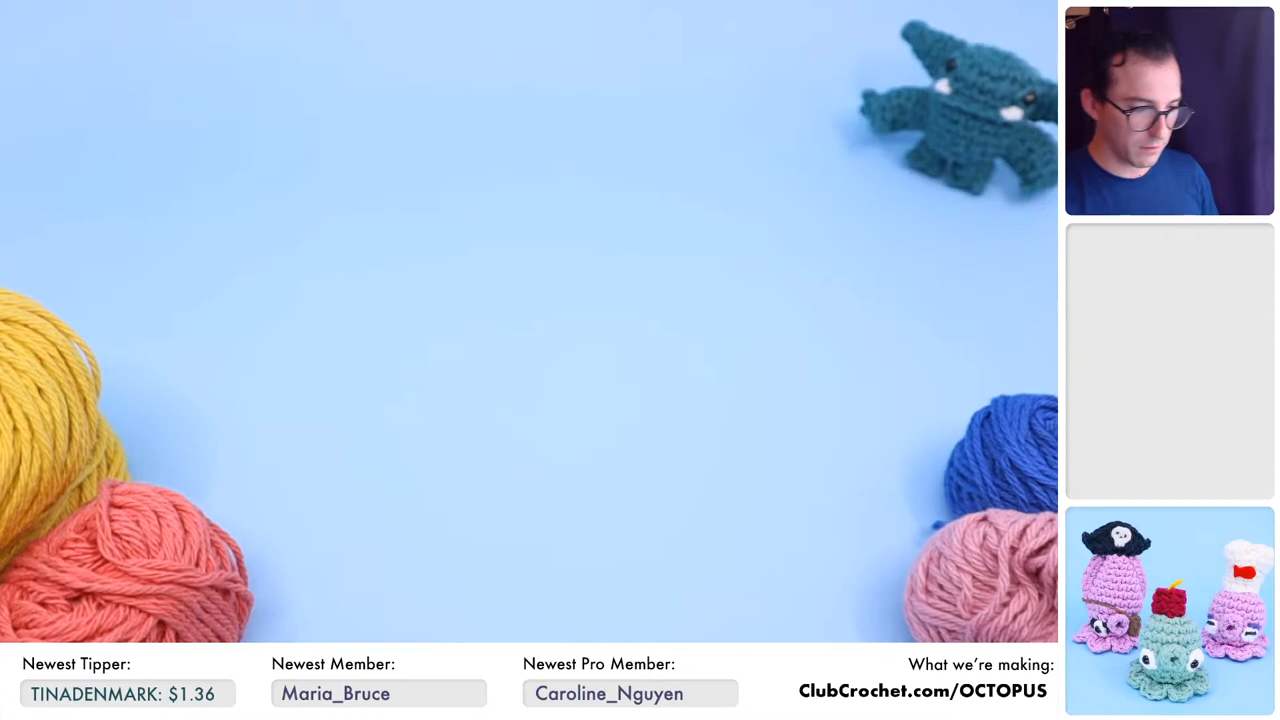 Newest Tipper:
TINADENMARK: $1.36
Newest Member:
Maria_Bruce
Newest Pro Member:
Caroline_Nguyen
What we're making:
ClubCrochet.com/OCTOPUS